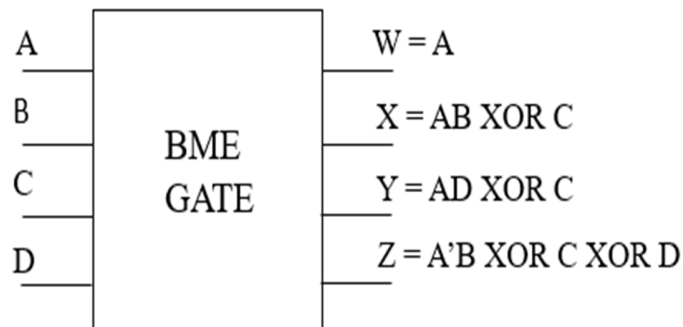 A
W = A
B
X = AB XOR C
BME
GATE
C
Y = AD XOR C
D
Z = A’B XOR C XOR D